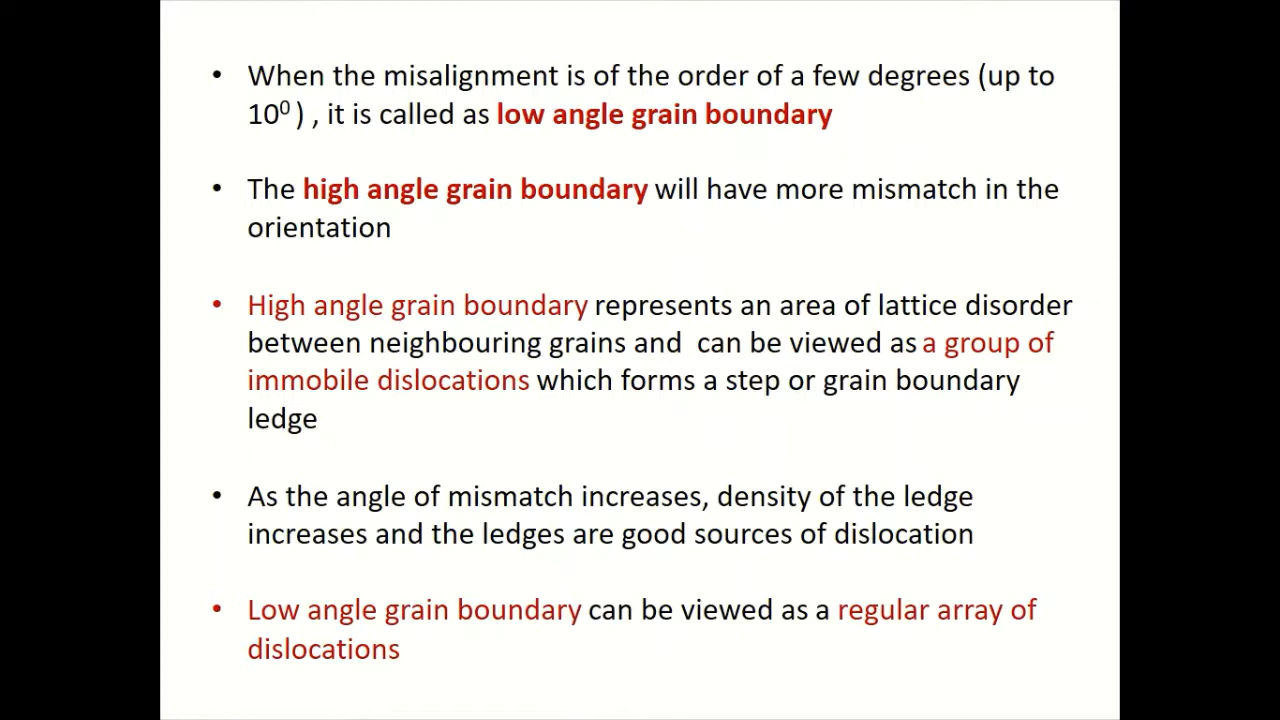 • When the misalignment is of the order of a few degrees (up to
10⁰ ) , it is called as low angle grain boundary
• The high angle grain boundary will have more mismatch in the
orientation
• High angle grain boundary represents an area of lattice disorder
between neighbouring grains and  can be viewed as a group of
immobile dislocations which forms a step or grain boundary
ledge
• As the angle of mismatch increases, density of the ledge
increases and the ledges are good sources of dislocation
• Low angle grain boundary can be viewed as a regular array of
dislocations